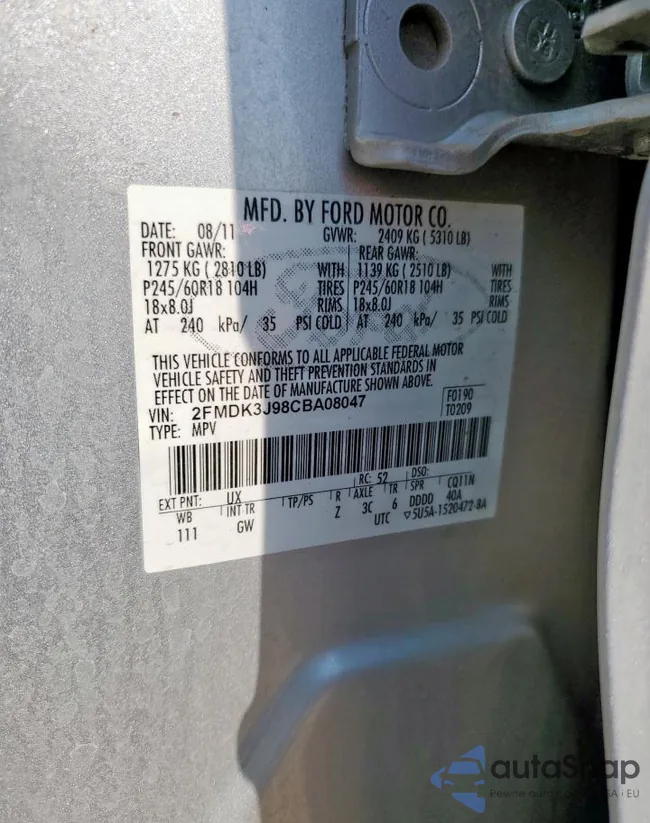 MFD. BY FORD MOTOR CO.
DATE: 08/11 GVWR: 2409 KG ( 5310 LB)
FRONT GAWR: REAR GAWR:
1275 KG ( 2810 LB) WITH 1139 KG ( 2510 LB) WITH
P245/60R18 104H TIRES P245/60R18 104H TIRES
18x8.0J RIMS 18x8.0J RIMS
AT 240 kPa/ 35 PSI COLD AT 240 kPa/ 35 PSI COLD
THIS VEHICLE CONFORMS TO ALL APPLICABLE FEDERAL MOTOR
VEHICLE SAFETY AND THEFT PREVENTION STANDARDS IN
EFFECT ON THE DATE OF MANUFACTURE SHOWN ABOVE.
VIN: 2FMDK3J98CBA08047 F0190
TYPE: MPV T0209
EXT PNT: UX RC: 52 DSO:
WB INT TR TP/PS R AXLE TR SPR CQ11N
111 GW Z 3C 6 DDDD 40A
UTC ▽5U5A-1520472-BA
autaSnap